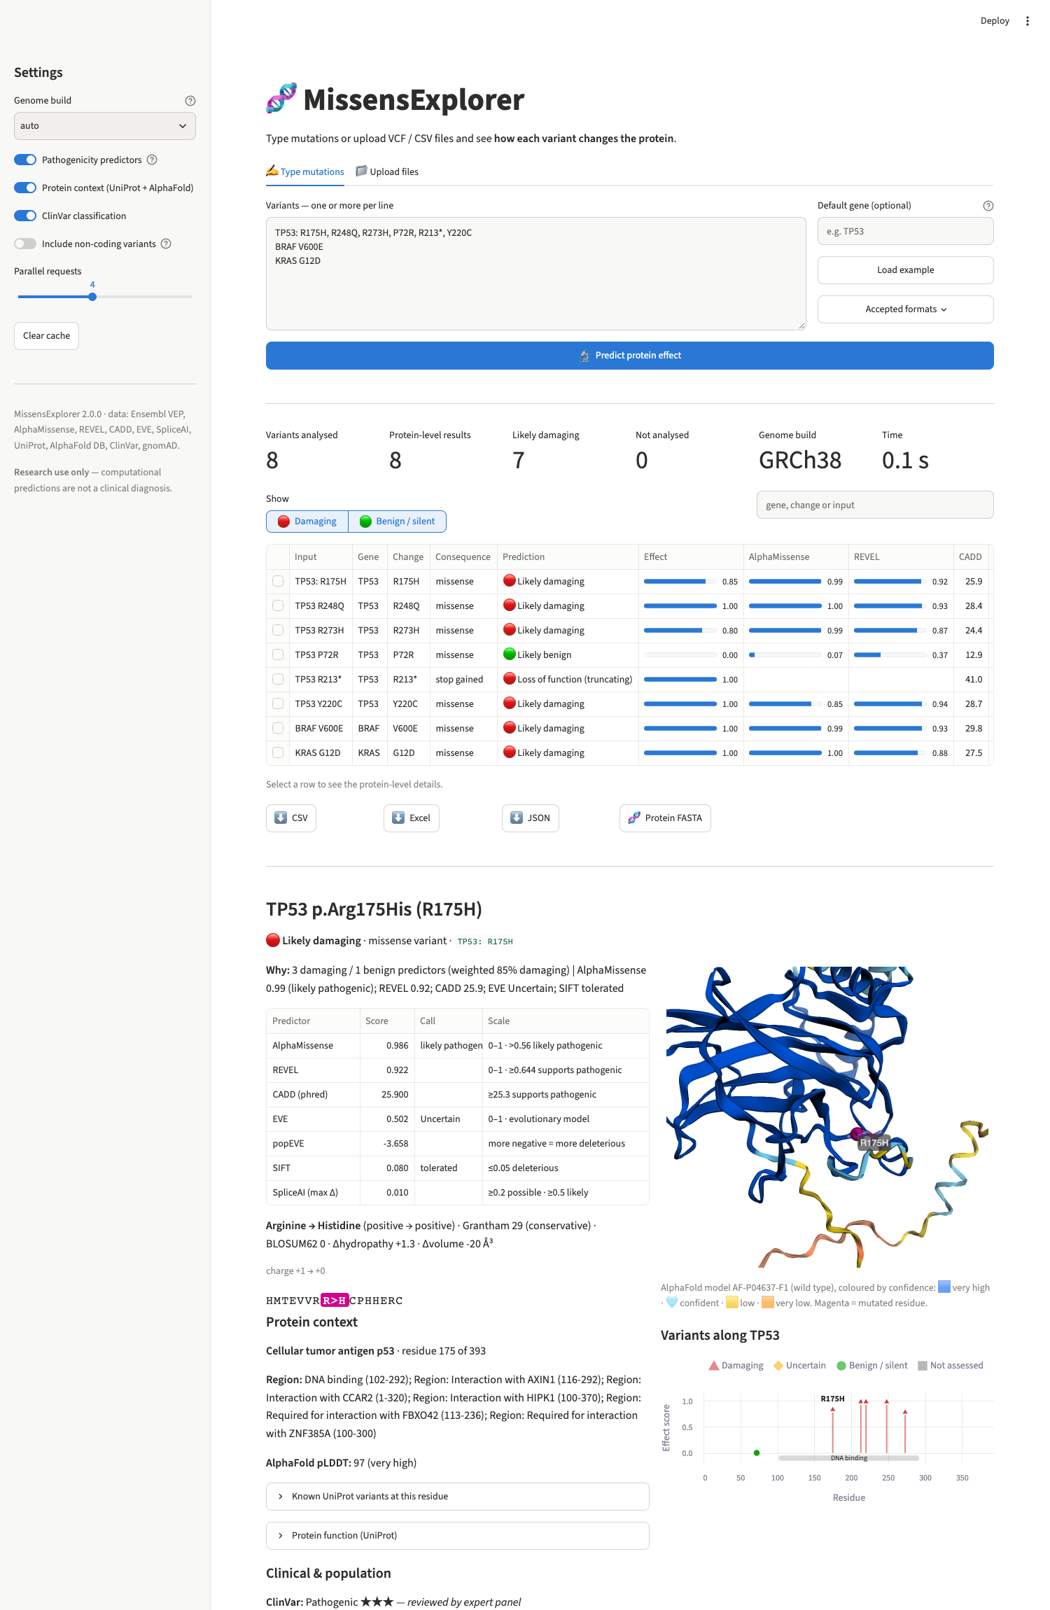 Deploy
Settings
Genome build
auto
Pathogenicity predictors
Protein context (UniProt + AlphaFold)
ClinVar classification
Include non-coding variants
Parallel requests
4
Clear cache
MissensExplorer 2.0.0 · data: Ensembl VEP,
AlphaMissense, REVEL, CADD, EVE, SpliceAI,
UniProt, AlphaFold DB, ClinVar, gnomAD.
Research use only — computational
predictions are not a clinical diagnosis.
MissensExplorer
Type mutations or upload VCF / CSV files and see how each variant changes the protein.
Type mutations Upload files
Variants — one or more per line
TP53: R175H, R248Q, R273H, P72R, R213*, Y220C
BRAF V600E
KRAS G12D
Default gene (optional)
e.g. TP53
Load example
Accepted formats
Predict protein effect
Variants analysed Protein-level results Likely damaging Not analysed Genome build Time
8 8 7 0 GRCh38 0.1 s
Show
Damaging Benign / silent
gene, change or input
Input Gene Change Consequence Prediction Effect AlphaMissense REVEL CADD
TP53: R175H TP53 R175H missense Likely damaging 0.85 0.99 0.92 25.9
TP53 R248Q TP53 R248Q missense Likely damaging 1.00 1.00 0.93 28.4
TP53 R273H TP53 R273H missense Likely damaging 0.80 0.99 0.87 24.4
TP53 P72R TP53 P72R missense Likely benign 0.00 0.07 0.37 12.9
TP53 R213* TP53 R213* stop gained Loss of function (truncating) 1.00 41.0
TP53 Y220C TP53 Y220C missense Likely damaging 1.00 0.85 0.94 28.7
BRAF V600E BRAF V600E missense Likely damaging 1.00 0.99 0.93 29.8
KRAS G12D KRAS G12D missense Likely damaging 1.00 1.00 0.88 27.5
Select a row to see the protein-level details.
CSV Excel JSON Protein FASTA
TP53 p.Arg175His (R175H)
Likely damaging · missense variant · TP53: R175H
Why: 3 damaging / 1 benign predictors (weighted 85% damaging) | AlphaMissense
0.99 (likely pathogenic); REVEL 0.92; CADD 25.9; EVE Uncertain; SIFT tolerated
Predictor Score Call Scale
AlphaMissense 0.986 likely pathogen 0–1 · >0.56 likely pathogenic
REVEL 0.922 0–1 · ≥0.644 supports pathogenic
CADD (phred) 25.900 ≥25.3 supports pathogenic
EVE 0.502 Uncertain 0–1 · evolutionary model
popEVE -3.658 more negative = more deleterious
SIFT 0.080 tolerated ≤0.05 deleterious
SpliceAI (max Δ) 0.010 ≥0.2 possible · ≥0.5 likely
Arginine → Histidine (positive → positive) · Grantham 29 (conservative) ·
BLOSUM62 0 · Δhydropathy +1.3 · Δvolume -20 Å³
charge +1 → +0
HMTEVVR R>H CPHHERC
Protein context
Cellular tumor antigen p53 · residue 175 of 393
Region: DNA binding (102-292); Region: Interaction with AXIN1 (116-292); Region:
Interaction with CCAR2 (1-320); Region: Interaction with HIPK1 (100-370); Region:
Required for interaction with FBXO42 (113-236); Region: Required for interaction
with ZNF385A (100-300)
AlphaFold pLDDT: 97 (very high)
Known UniProt variants at this residue
Protein function (UniProt)
Clinical & population
ClinVar: Pathogenic ★★★ — reviewed by expert panel
R175H
AlphaFold model AF-P04637-F1 (wild type), coloured by confidence: very high
· confident · low · very low. Magenta = mutated residue.
Variants along TP53
Damaging Uncertain Benign / silent Not assessed
R175H
Effect score
1.0
0.5
0.0
DNA binding
0 50 100 150 200 250 300 350
Residue